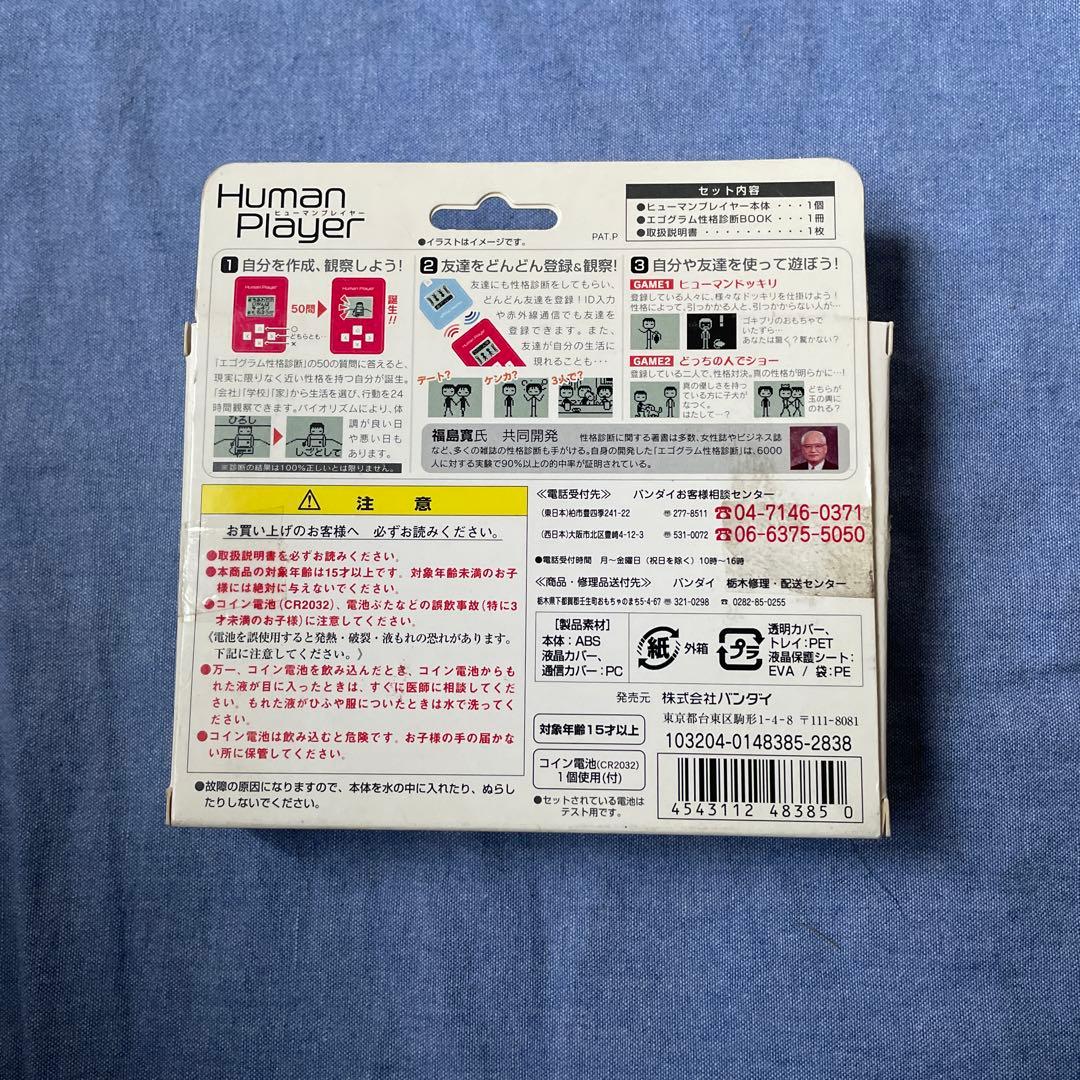 Human
ヒューマンプレイヤー
Player
●イラストはイメージです。
PAT.P
セット内容
●ヒューマンプレイヤー本体・・・1個
●エゴグラム性格診断BOOK・・・1冊
●取扱説明書・・・・・・・・・・1枚
1 自分を作成、観察しよう!
Human Player
50問
Human Player
誕生!!
○
どちらとも…
×
「エゴグラム性格診断」の50の質問に答えると、
現実に限りなく近い性格を持つ自分が誕生。
「会社」「学校」「家」から生活を選び、行動を24
時間観察できます。バイオリズムにより、体
調が良い日
や悪い日も
あります。
ひろし
しごとして
※診断の結果は100%正しいとは限りません。
2 友達をどんどん登録&観察!
友達にも性格診断をしてもらい、
どんどん友達を登録!ID入力
や赤外線通信でも友達を
登録できます。また、
友達が自分の生活に
現れることも・・・
Human Player
デート?
ケンカ?
3人で?
3 自分や友達を使って遊ぼう!
GAME1 ヒューマンドッキリ
登録している人々に、様々なドッキリを仕掛けよう!
性格によって、引っかかる人と、引っかからない人が…
ゴキブリのおもちゃで
いたずら…
あなたは驚く?驚かない?
GAME2 どっちの人でショー
登録している二人で、性格対決。真の性格が明らかに…!
真の優しさを持つ
ている方に子犬が
なつく。
はたして…?
どちらが
玉の輿に
のれる?
福島寛氏 共同開発 性格診断に関する著書は多数、女性誌やビジネス誌
など、多くの雑誌の性格診断も手がける。自身の開発した「エゴグラム性格診断」は、6000
人に対する実験で90%以上の的中率が証明されている。
注意
お買い上げのお客様へ 必ずお読みください。
●取扱説明書を必ずお読みください。
●本商品の対象年齢は15才以上です。対象年齢未満のお子
様には絶対に与えないでください。
●コイン電池(CR2032)、電池ぶたなどの誤飲事故(特に3
才未満のお子様)に注意してください。
《電池を誤使用すると発熱・破裂・液もれの恐れがあります。
下記に注意してください。》
●万一、コイン電池を飲み込んだとき、コイン電池からも
れた液が目に入ったときは、すぐに医師に相談してくだ
さい。もれた液がひふや服についたときは水で洗ってく
ださい。
●コイン電池は飲み込むと危険です。お子様の手の届かな
い所に保管してください。
●故障の原因になりますので、本体を水の中に入れたり、ぬらし
たりしないでください。
≪電話受付先≫ バンダイお客様相談センター
(東日本)柏市豊四季241-22 〒277-8511 ☎04-7146-0371
(西日本)大阪市北区豊崎4-12-3 〒531-0072 ☎06-6375-5050
●電話受付時間 月〜金曜日(祝日を除く)10時〜16時
≪商品・修理品送付先≫ バンダイ 栃木修理・配送センター
栃木県下都賀郡壬生町おもちゃのまち5-4-67 〒321-0298 ☎0282-85-0255
[製品素材]
本体:ABS
液晶カバー、
通信カバー:PC
紙 外箱
プラ
透明カバー、
トレイ:PET
液晶保護シート:
EVA / 袋:PE
発売元 株式会社バンダイ
東京都台東区駒形1-4-8 〒111-8081
対象年齢15才以上
103204-0148385-2838
コイン電池(CR2032)
1個使用(付)
●セットされている電池は
テスト用です。
4543112 48385 0